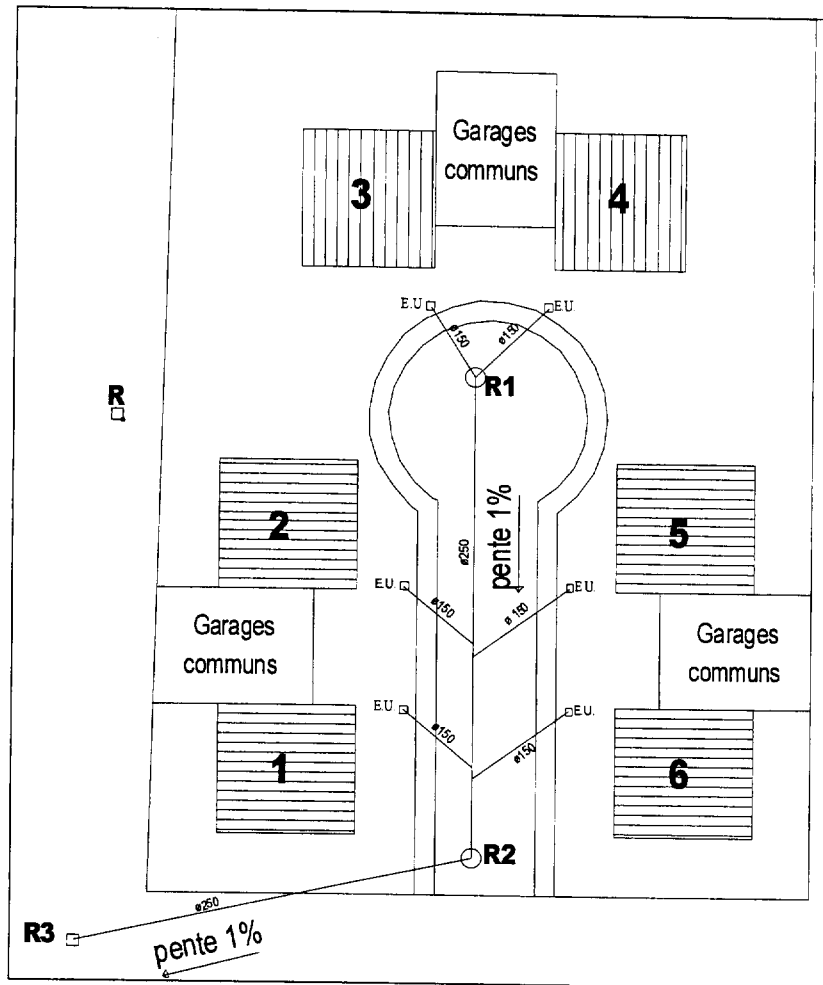 Garages
communs
3
4
E.U
E.U.
ø150
ø150
R1
R
2
5
ø250
pente 1%
E.U.
E.U.
ø150
ø 150
Garages
communs
Garages
communs
E.U.
E.U.
ø150
ø150
1
6
R2
ø250
R3
pente 1%